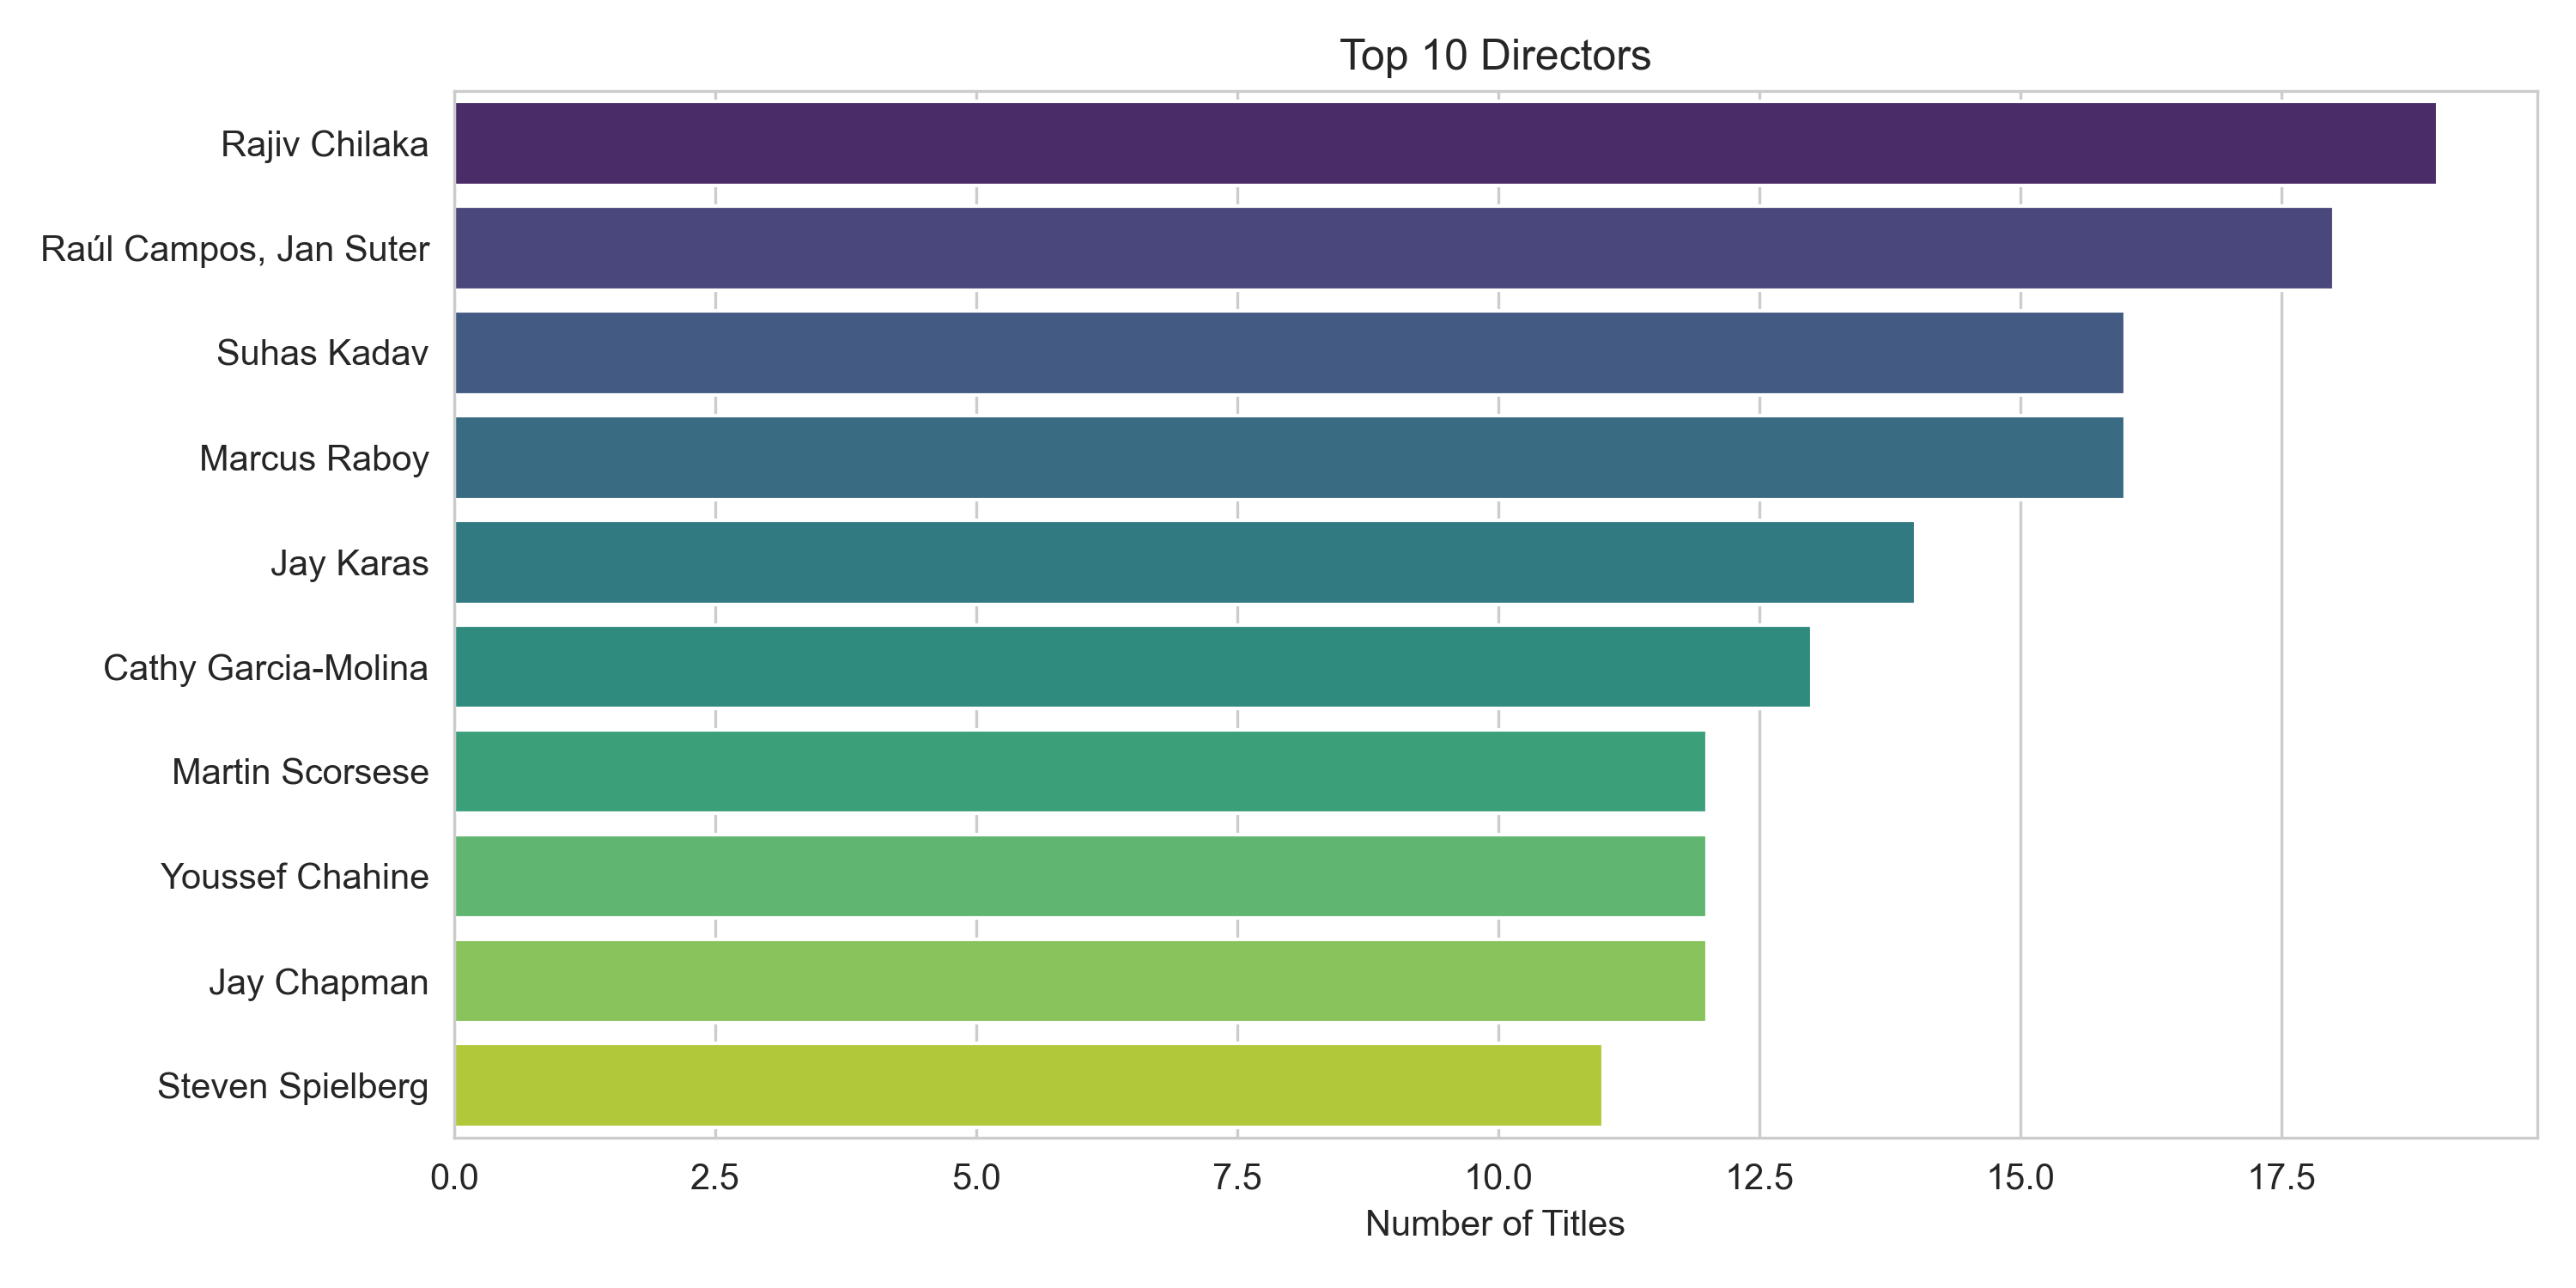 Top 10 Directors
Rajiv Chilaka
Raúl Campos, Jan Suter
Suhas Kadav
Marcus Raboy
Jay Karas
Cathy Garcia-Molina
Martin Scorsese
Youssef Chahine
Jay Chapman
Steven Spielberg
0.0 2.5 5.0 7.5 10.0 12.5 15.0 17.5
Number of Titles